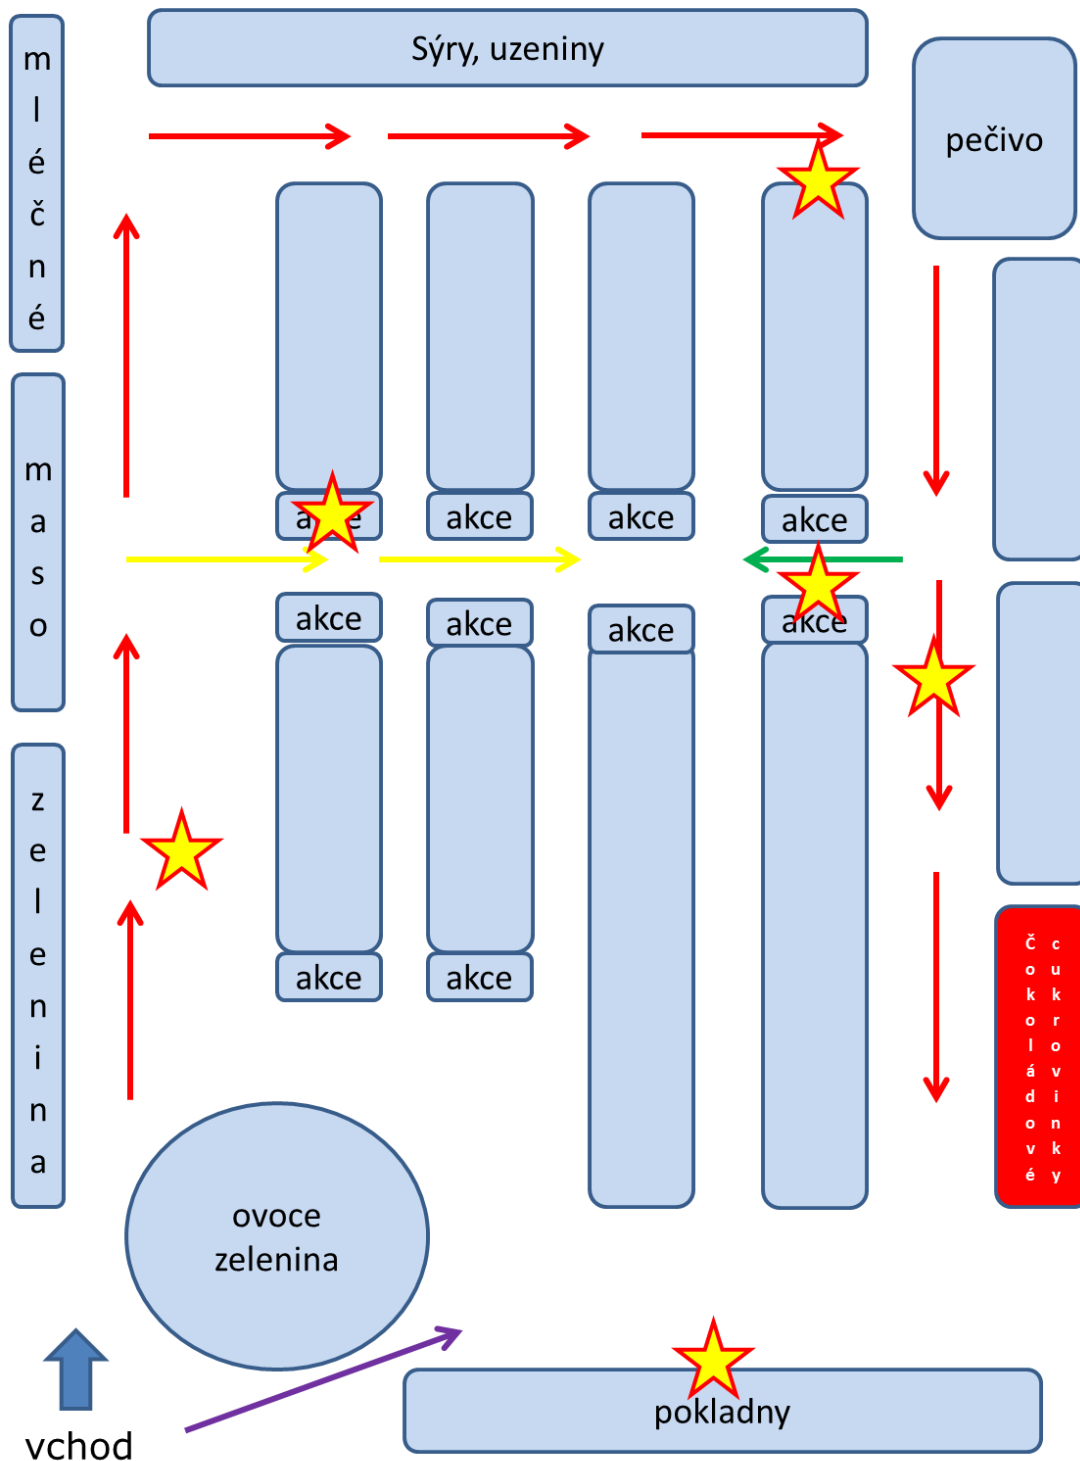 Sýry, uzeniny
mléčné
pečivo
maso
akce
akce
akce
akce
akce
akce
akce
akce
zelenina
akce
akce
Čokoládové
cukrovinky
ovoce
zelenina
pokladny
vchod